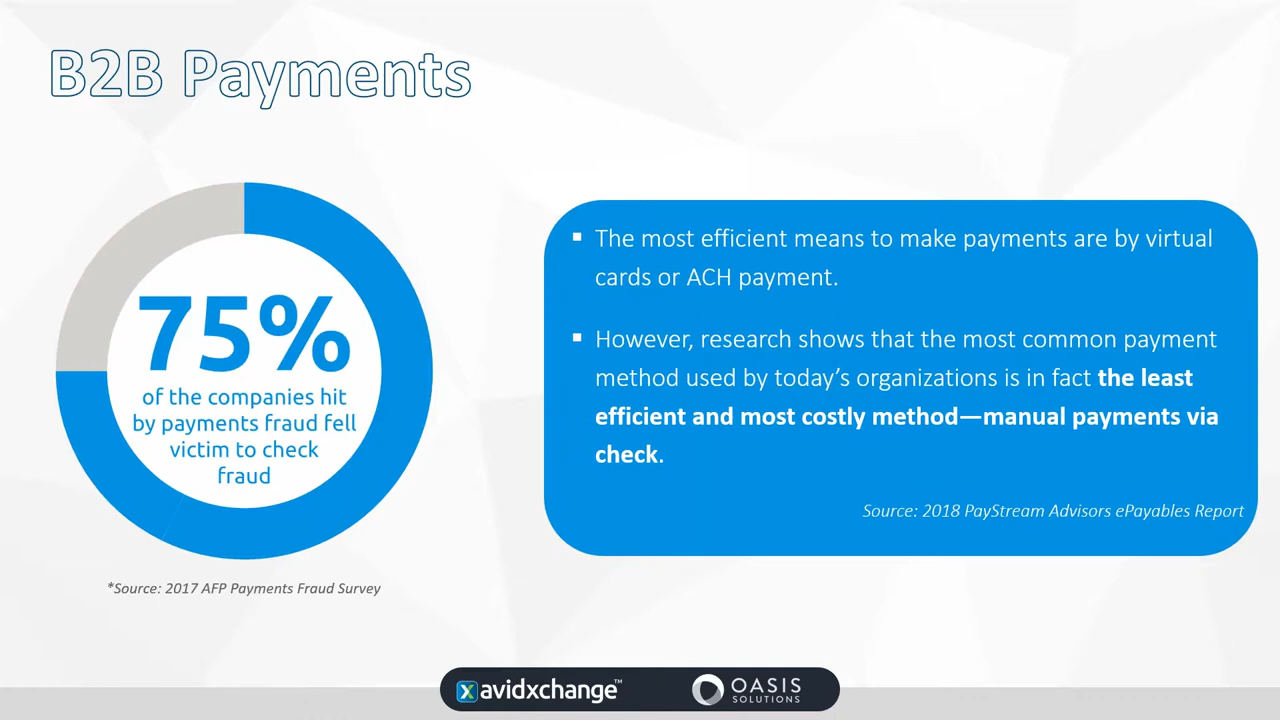 B2B Payments
75%
of the companies hit
by payments fraud fell
victim to check
fraud
*Source: 2017 AFP Payments Fraud Survey
▪ The most efficient means to make payments are by virtual
cards or ACH payment.
▪ However, research shows that the most common payment
method used by today’s organizations is in fact the least
efficient and most costly method—manual payments via
check.
Source: 2018 PayStream Advisors ePayables Report
avidxchange™
OASIS
SOLUTIONS